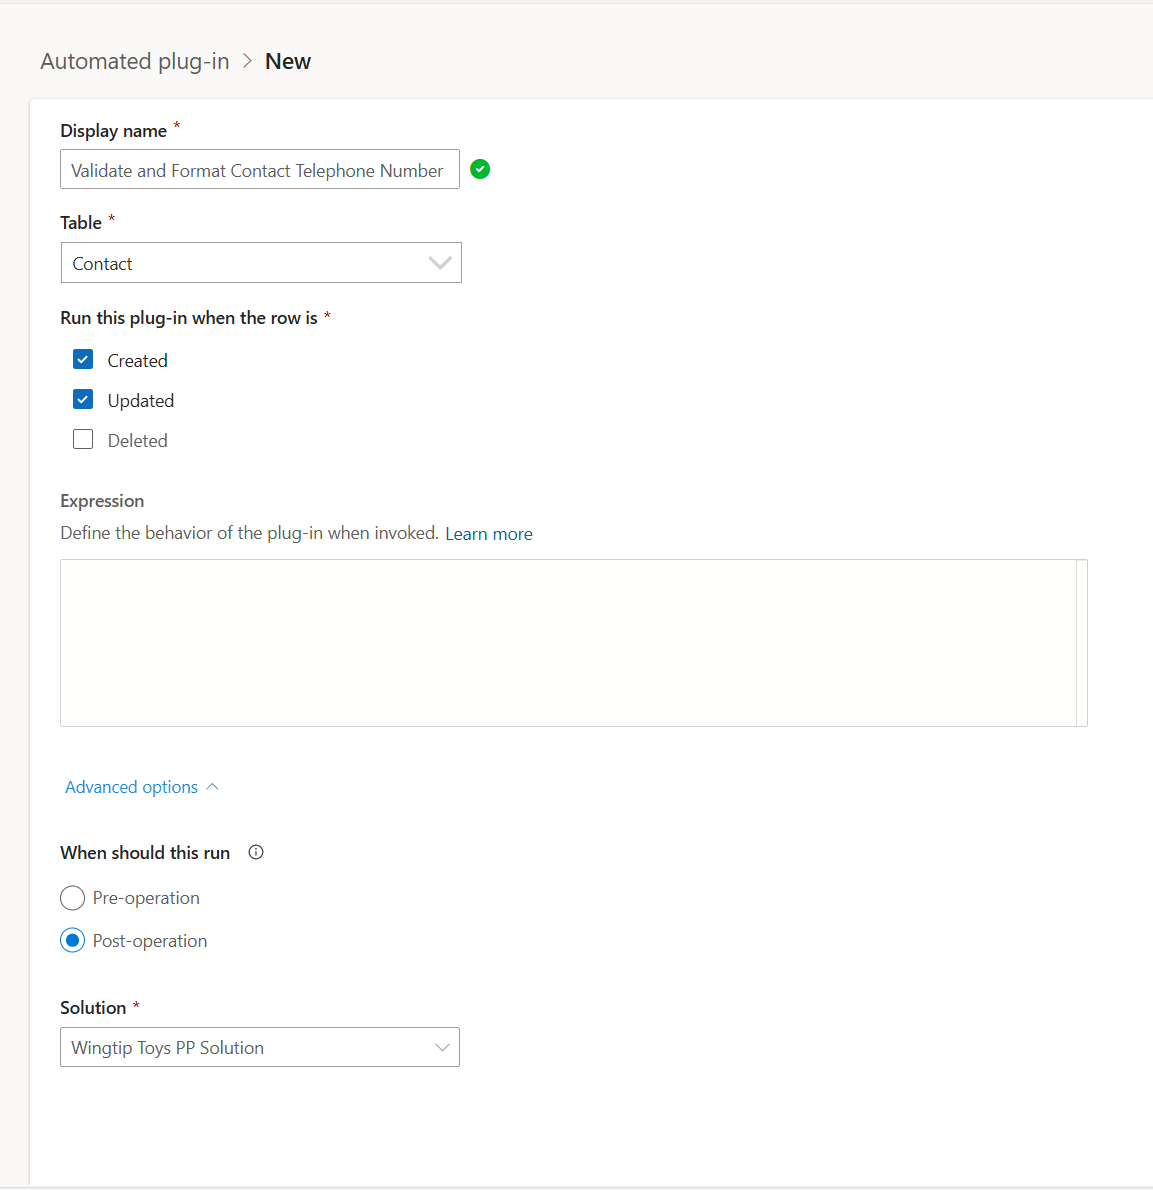 Automated plug-in > New
Display name *
Validate and Format Contact Telephone Number
Table *
Contact
Run this plug-in when the row is *
Created
Updated
Deleted
Expression
Define the behavior of the plug-in when invoked. Learn more
Advanced options
When should this run
Pre-operation
Post-operation
Solution *
Wingtip Toys PP Solution